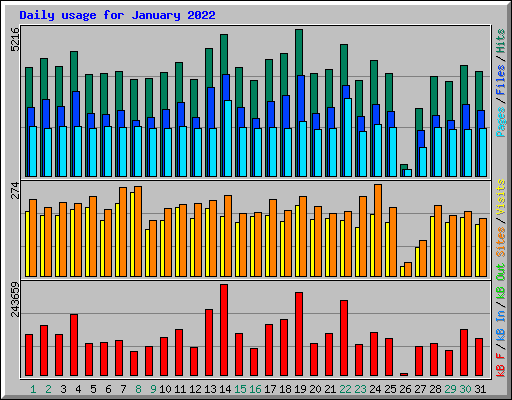 Daily usage for January 2022
5216
Pages / Files / Hits
274
Sites / Visits
243659
kB F / kB In / kB Out
1 2 3 4 5 6 7 8 9 10 11 12 13 14 15 16 17 18 19 20 21 22 23 24 25 26 27 28 29 30 31